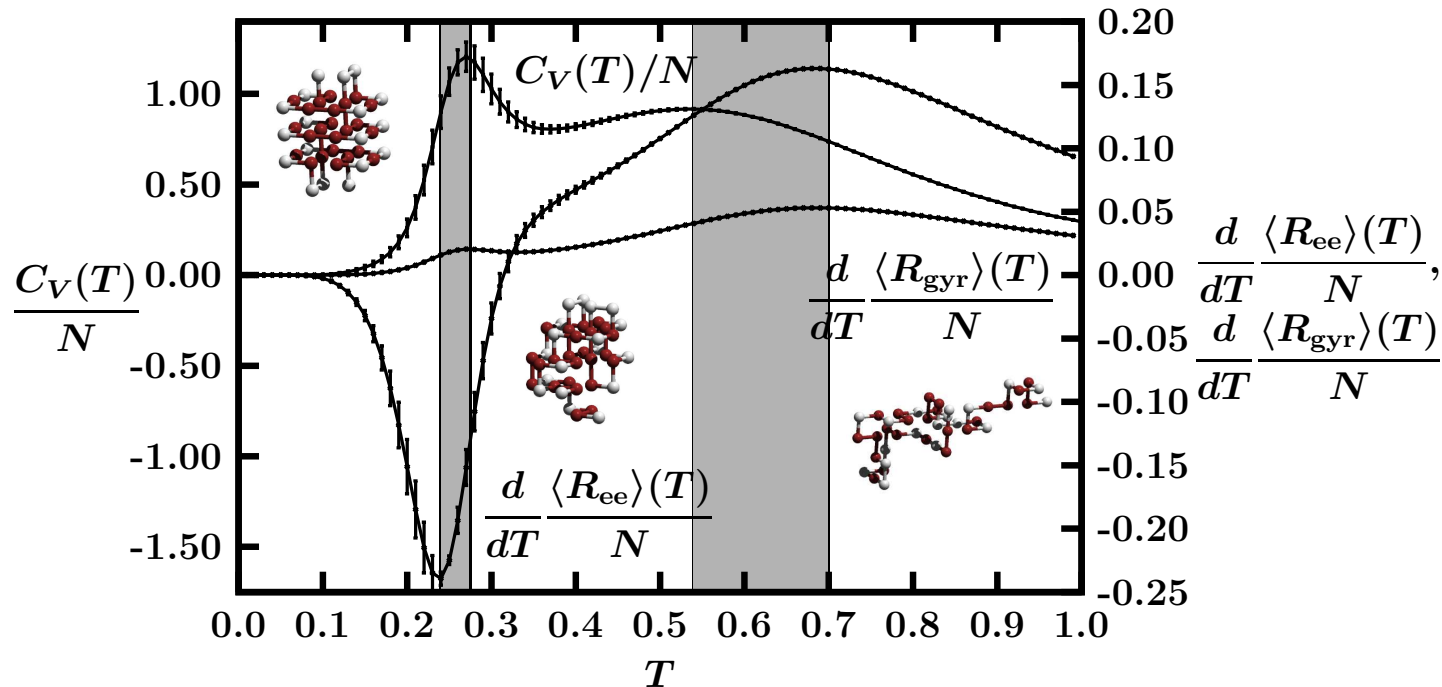 C_V(T)/N
1.00
0.50
0.00
-0.50
-1.00
-1.50
C_V(T)
N
0.20
0.15
0.10
0.05
0.00
-0.05
-0.10
-0.15
-0.20
-0.25
d/dT ⟨R_ee⟩(T)/N,
d/dT ⟨R_gyr⟩(T)/N
d/dT ⟨R_gyr⟩(T)/N
d/dT ⟨R_ee⟩(T)/N
0.0 0.1 0.2 0.3 0.4 0.5 0.6 0.7 0.8 0.9 1.0
T